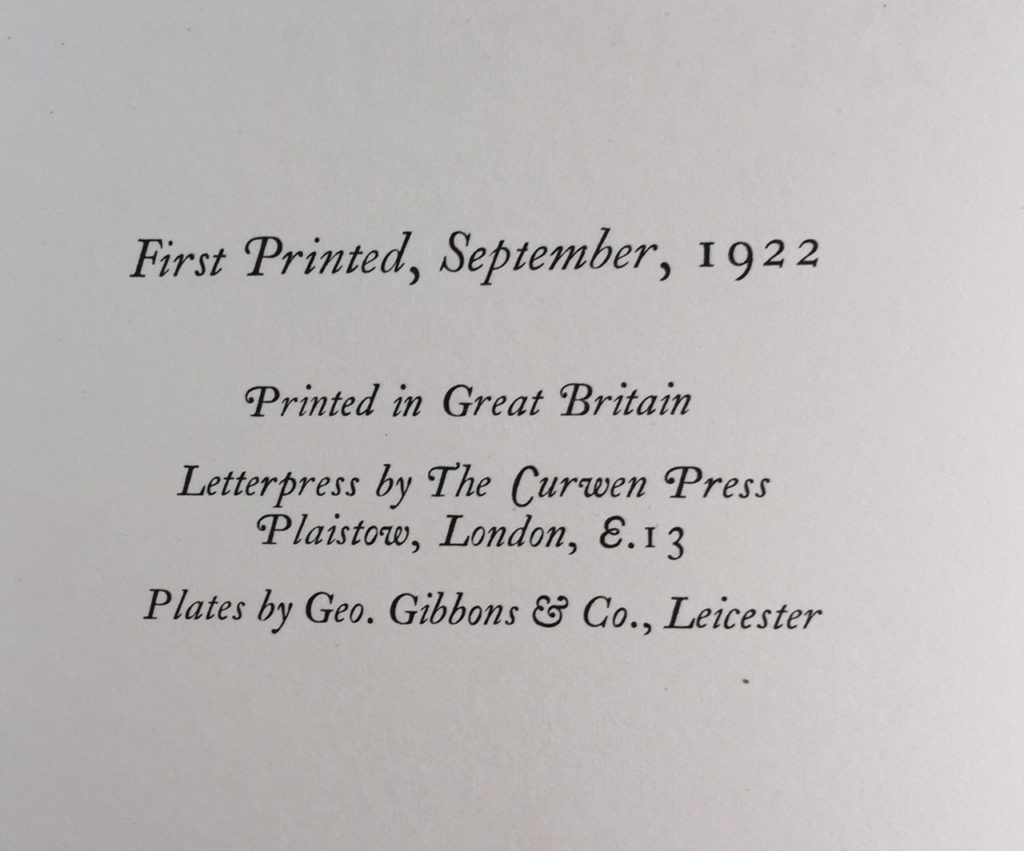 First Printed, September, 1922
Printed in Great Britain
Letterpress by The Curwen Press
Plaistow, London, E.13
Plates by Geo. Gibbons & Co., Leicester